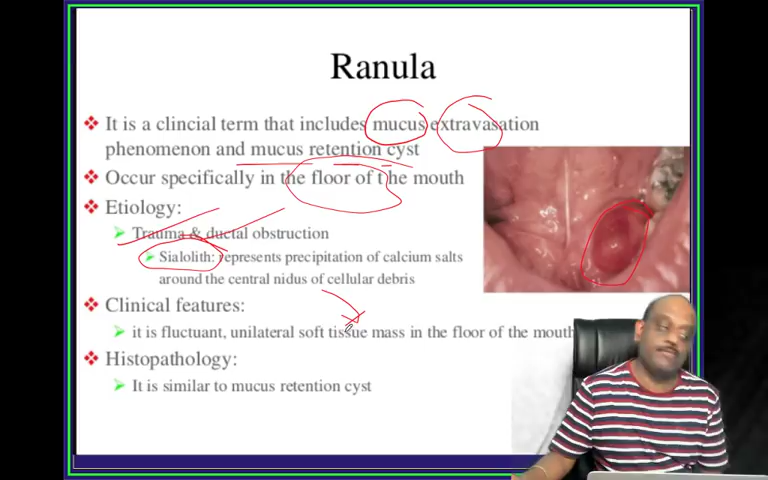 Ranula
It is a clincial term that includes mucus extravasation
phenomenon and mucus retention cyst
Occur specifically in the floor of the mouth
Etiology:
Trauma & ductal obstruction
Sialolith: represents precipitation of calcium salts
around the central nidus of cellular debris
Clinical features:
it is fluctuant, unilateral soft tissue mass in the floor of the mouth
Histopathology:
It is similar to mucus retention cyst